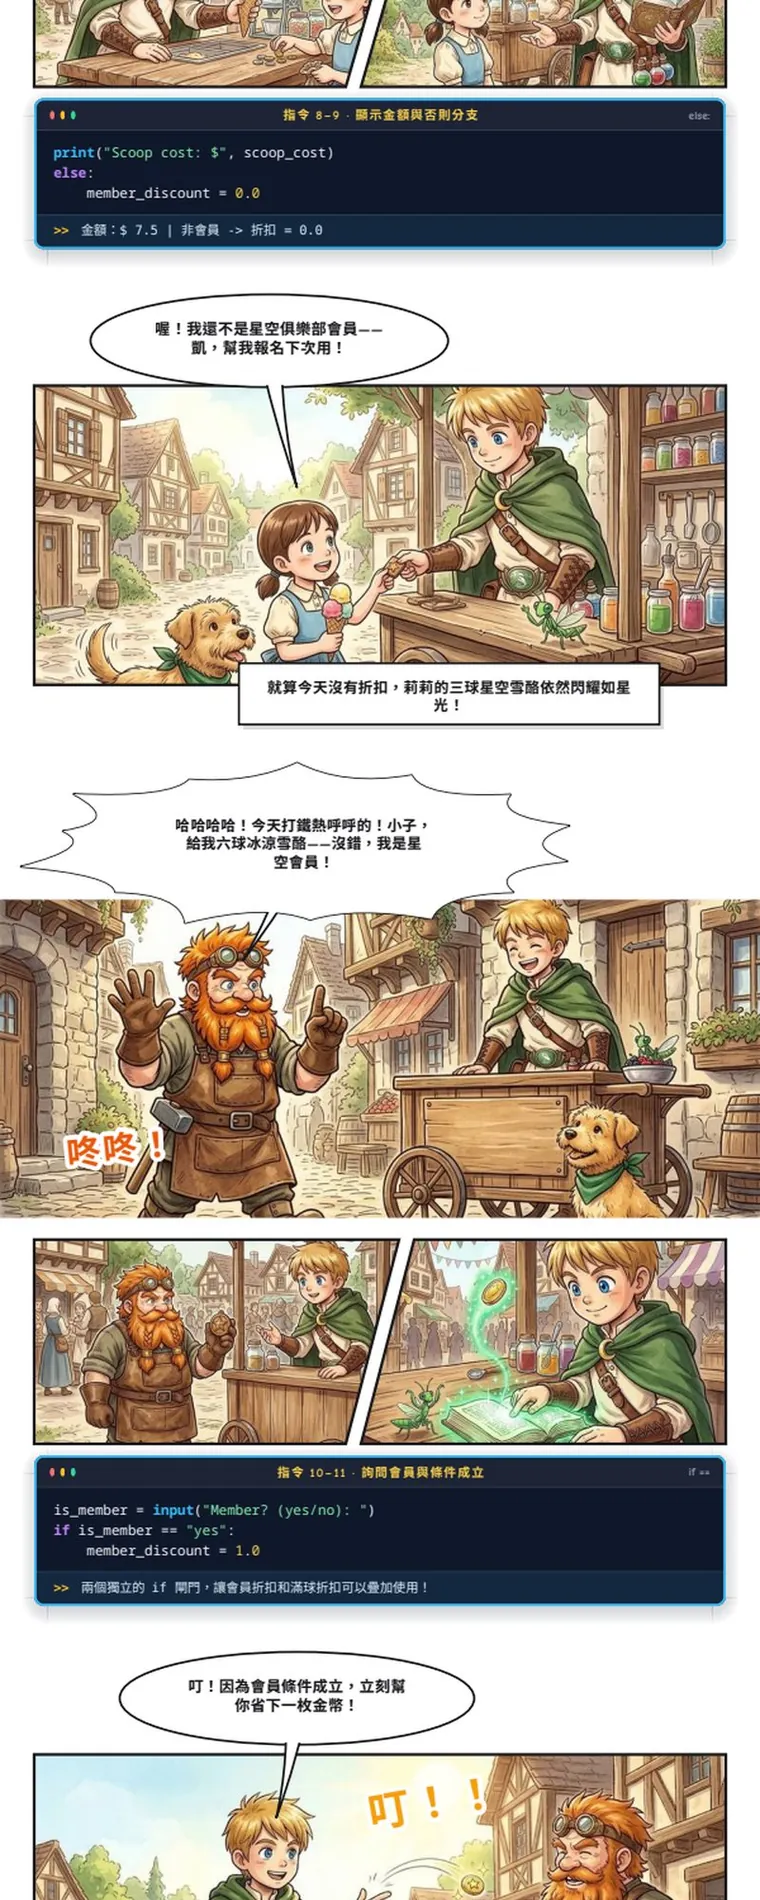 指令 8-9 · 顯示金額與否則分支
else:
print("Scoop cost: $", scoop_cost)
else:
    member_discount = 0.0
>> 金額：$ 7.5 | 非會員 -> 折扣 = 0.0
喔！我還不是星空俱樂部會員——
凱，幫我報名下次用！
就算今天沒有折扣，莉莉的三球星空雪酪依然閃耀如星
光！
哈哈哈哈！今天打鐵熱呼呼的！小子，
給我六球冰涼雪酪——沒錯，我是星
空會員！
咚咚！
指令 10-11 · 詢問會員與條件成立
if ==
is_member = input("Member? (yes/no): ")
if is_member == "yes":
    member_discount = 1.0
>> 兩個獨立的 if 閘門，讓會員折扣和滿球折扣可以疊加使用！
叮！因為會員條件成立，立刻幫
你省下一枚金幣！
叮！！